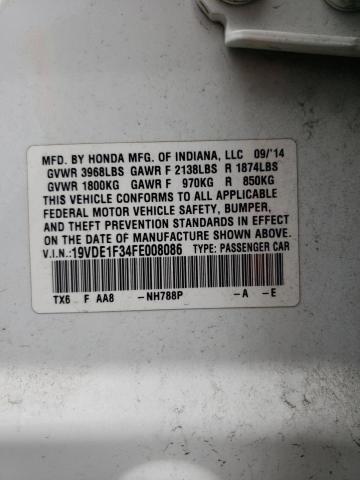 MFD. BY HONDA MFG. OF INDIANA, LLC 09/'14
GVWR 3968LBS GAWR F 2138LBS R 1874LBS
GVWR 1800KG GAWR F 970KG R 850KG
THIS VEHICLE CONFORMS TO ALL APPLICABLE
FEDERAL MOTOR VEHICLE SAFETY, BUMPER,
AND THEFT PREVENTION STANDARDS IN EFFECT
ON THE DATE OF MANUFACTURE SHOWN ABOVE.
V.I.N.:19VDE1F34FE008086 TYPE: PASSENGER CAR
TX6 F AA8 -NH788P -A -E